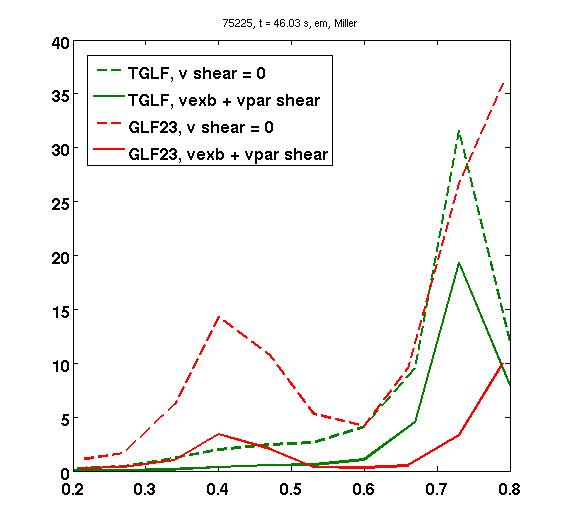 75225, t = 46.03 s, em, Miller
40
35
30
25
20
15
10
5
0
TGLF, v shear = 0
TGLF, vexb + vpar shear
GLF23, v shear = 0
GLF23, vexb + vpar shear
0.2 0.3 0.4 0.5 0.6 0.7 0.8